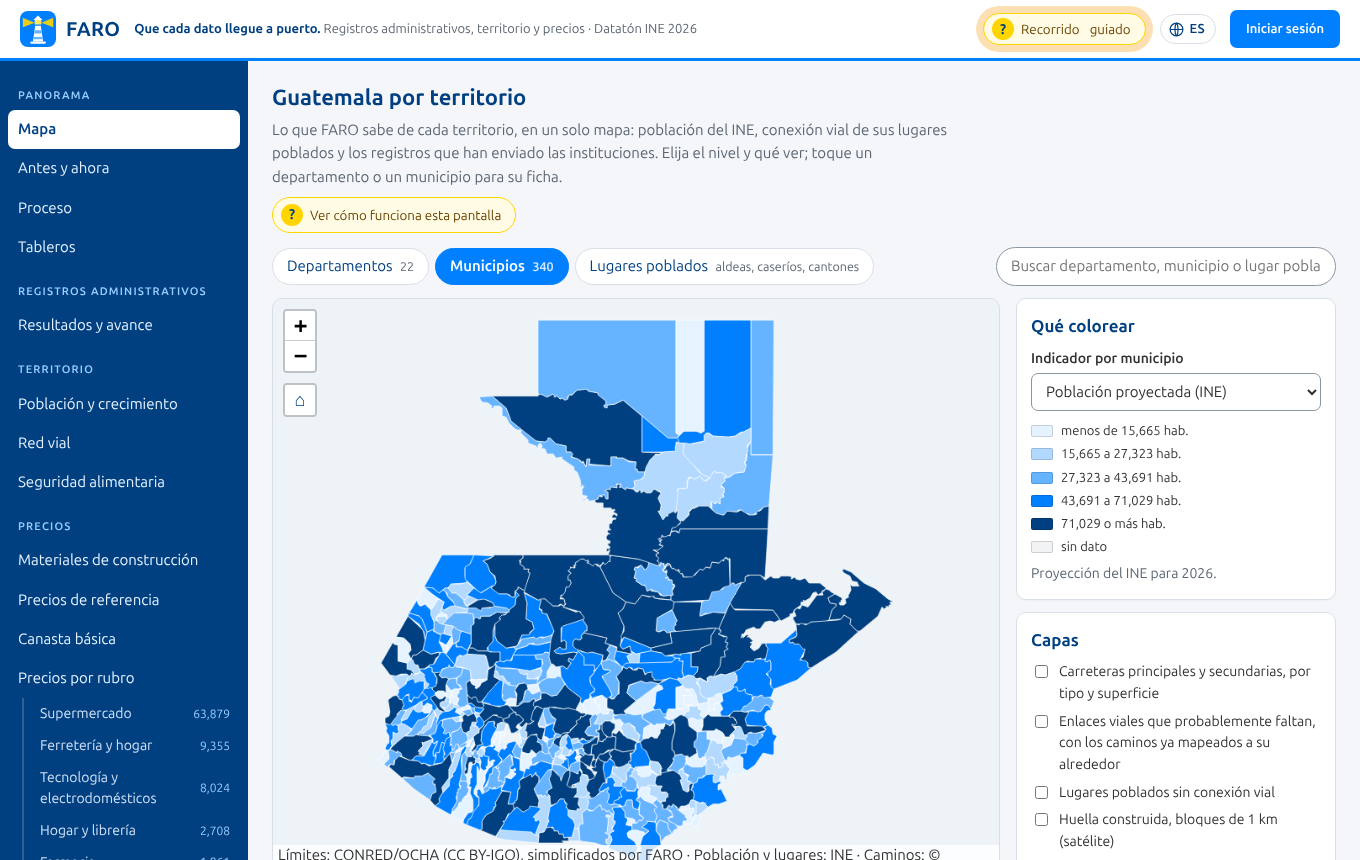 FARO
Que cada dato llegue a puerto. Registros administrativos, territorio y precios · Datatón INE 2026
? Recorrido guiado
ES
Iniciar sesión
PANORAMA
Mapa
Antes y ahora
Proceso
Tableros
REGISTROS ADMINISTRATIVOS
Resultados y avance
TERRITORIO
Población y crecimiento
Red vial
Seguridad alimentaria
PRECIOS
Materiales de construcción
Precios de referencia
Canasta básica
Precios por rubro
Supermercado 63,879
Ferretería y hogar 9,355
Tecnología y
electrodomésticos 8,024
Hogar y librería 2,708
Guatemala por territorio
Lo que FARO sabe de cada territorio, en un solo mapa: población del INE, conexión vial de sus lugares
poblados y los registros que han enviado las instituciones. Elija el nivel y qué ver; toque un
departamento o un municipio para su ficha.
? Ver cómo funciona esta pantalla
Departamentos 22
Municipios 340
Lugares poblados aldeas, caseríos, cantones
Buscar departamento, municipio o lugar pobla
+
−
⌂
Límites: CONRED/OCHA (CC BY-IGO), simplificados por FARO · Población y lugares: INE · Caminos: ©
Qué colorear
Indicador por municipio
Población proyectada (INE)
menos de 15,665 hab.
15,665 a 27,323 hab.
27,323 a 43,691 hab.
43,691 a 71,029 hab.
71,029 o más hab.
sin dato
Proyección del INE para 2026.
Capas
Carreteras principales y secundarias, por
tipo y superficie
Enlaces viales que probablemente faltan,
con los caminos ya mapeados a su
alrededor
Lugares poblados sin conexión vial
Huella construida, bloques de 1 km
(satélite)